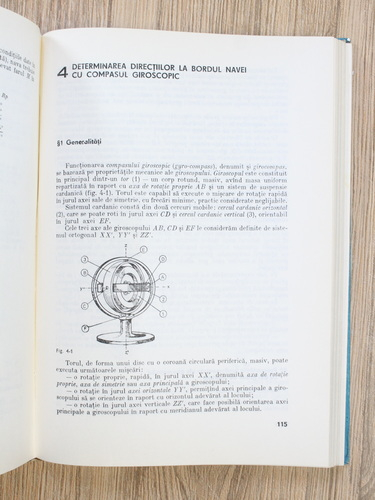 condițiile date în
4 DETERMINAREA DIRECȚIILOR LA BORDUL NAVEI
CU COMPASUL GIROSCOPIC
§1 Generalități
Funcționarea compasului giroscopic (gyro-compass), denumit și girocompas,
se bazează pe proprietățile mecanice ale giroscopului. Giroscopul este constituit
în principal dintr-un tor (1) — un corp rotund, masiv, avînd masa uniform
repartizată în raport cu axa de rotație proprie AB și un sistem de suspensie
cardanică (fig. 4-1). Torul este capabil să execute o mișcare de rotație rapidă
în jurul axei sale de simetrie, cu frecări minime, practic considerate neglijabile.
Sistemul cardanic constă din două cercuri mobile; cercul cardanic orizontal
(2), care se poate roti în jurul axei CD și cercul cardanic vertical (3), orientabil
în jurul axei EF.
Cele trei axe ale giroscopului AB, CD și EF le considerăm definite de sistemul
ortogonal XX', YY' și ZZ'.
Fig. 4-1
Torul, de forma unui disc cu o coroană circulară periferică, masiv, poate
executa următoarele mișcări:
— o rotație proprie, rapidă, în jurul axei XX', denumită axa de rotație
proprie, axa de simetrie sau axa principală a giroscopului;
— o rotație în jurul axei orizontale YY', permițînd axei principale a giroscopului
să se orienteze în raport cu orizontul adevărat al locului;
— o rotație în jurul axei verticale ZZ', care face posibilă orientarea axei
principale a giroscopului în raport cu meridianul adevărat al locului.
115